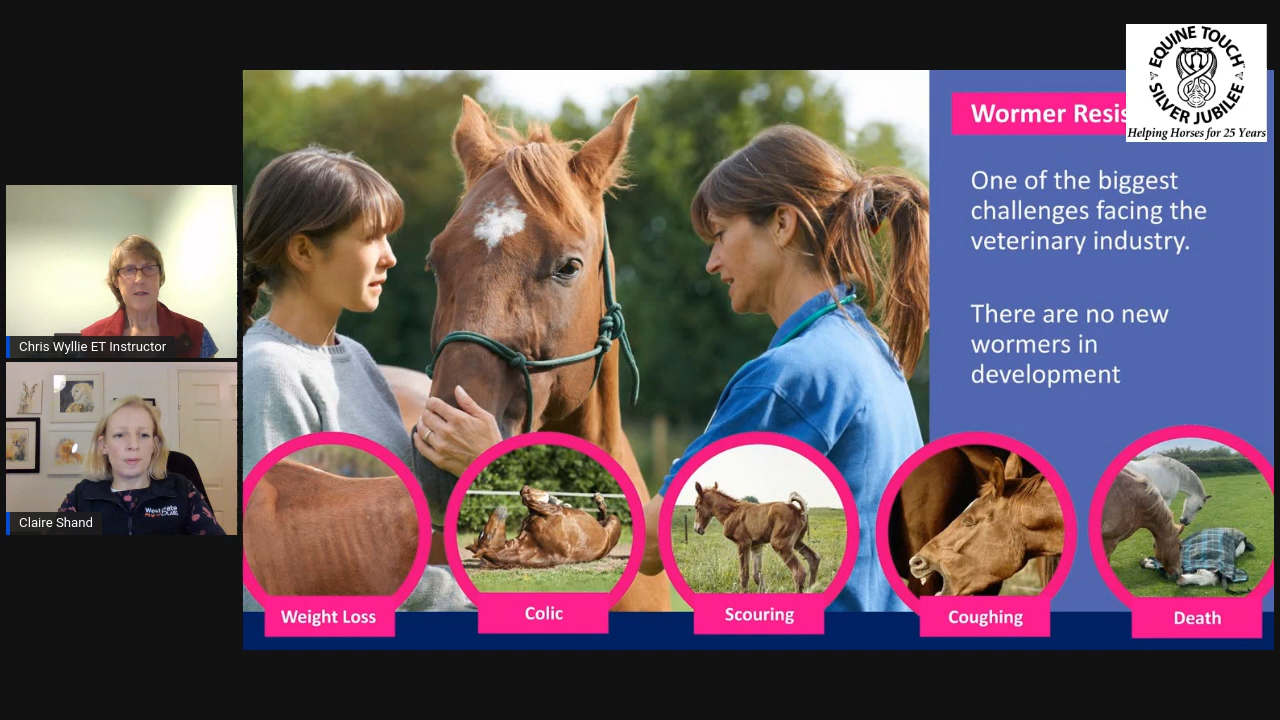 EQUINE TOUCH
SILVER JUBILEE
Helping Horses for 25 Years
Wormer Resis
One of the biggest
challenges facing the
veterinary industry.
There are no new
wormers in
development
Chris Wyllie ET Instructor
Claire Shand
Weight Loss
Colic
Scouring
Coughing
Death